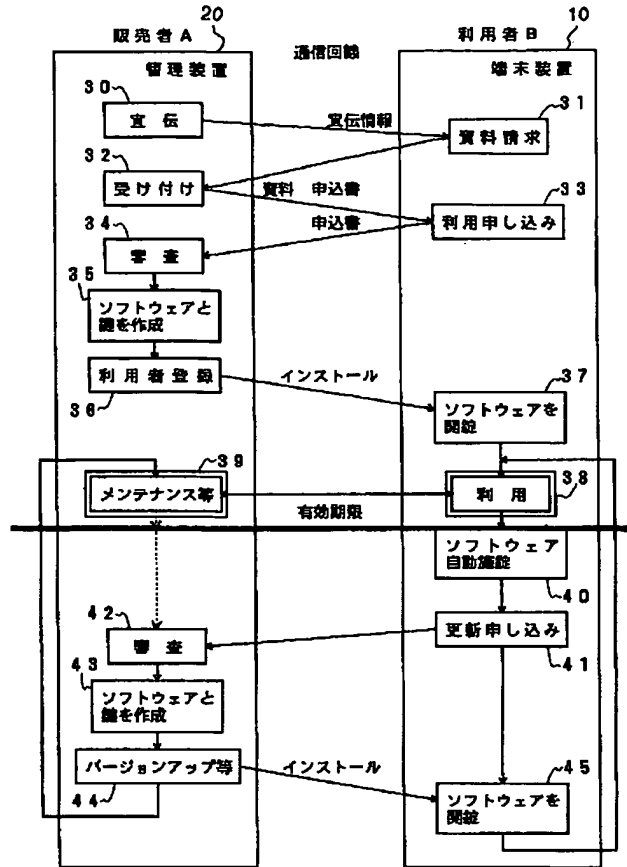 20
10
販売者A
通信回線
利用者B
管理装置
端末装置
30
宣伝
宣伝情報
31
資料請求
32
受け付け
資料 申込書
33
利用申し込み
34
申込書
審査
35
ソフトウェアと
鍵を作成
利用者登録
36
インストール
37
ソフトウェアを
開錠
39
メンテナンス等
利用
38
有効期限
ソフトウェア
自動施錠
40
42
審査
更新申し込み
41
43
ソフトウェアと
鍵を作成
バージョンアップ等
44
インストール
45
ソフトウェアを
開錠